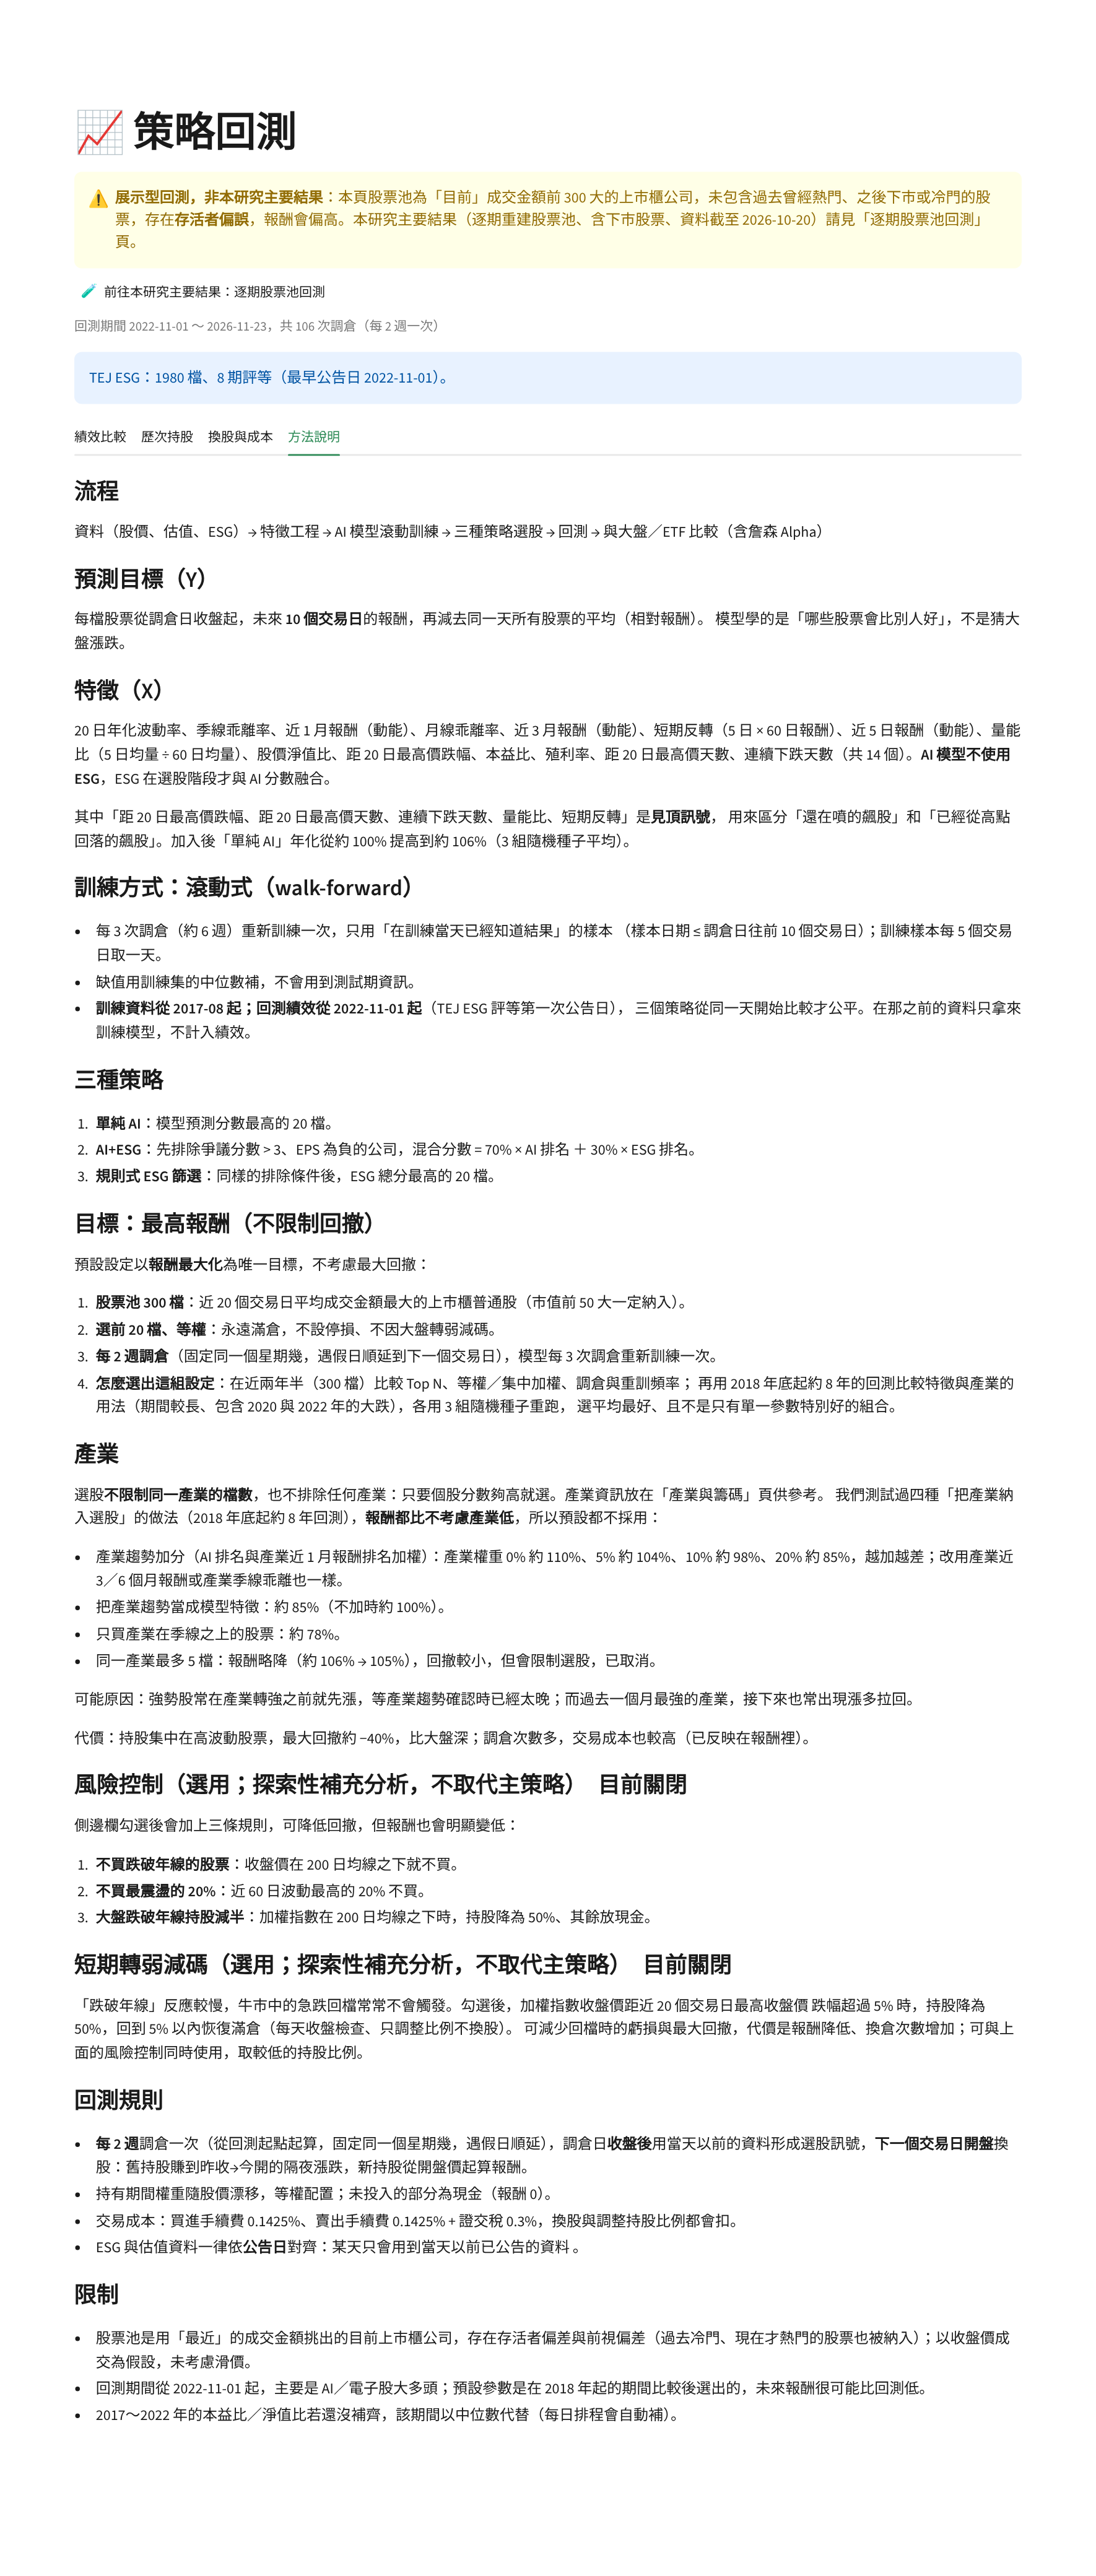 📈 策略回測
⚠️ 展示型回測，非本研究主要結果：本頁股票池為「目前」成交金額前 300 大的上市櫃公司，未包含過去曾經熱門、之後下市或冷門的股
票，存在存活者偏誤，報酬會偏高。本研究主要結果（逐期重建股票池、含下市股票、資料截至 2026-10-20）請見「逐期股票池回測」
頁。
🧪 前往本研究主要結果：逐期股票池回測
回測期間 2022-11-01 ～ 2026-11-23，共 106 次調倉（每 2 週一次）
TEJ ESG：1980 檔、8 期評等（最早公告日 2022-11-01）。
績效比較 歷次持股 換股與成本 方法說明
流程
資料（股價、估值、ESG）→ 特徵工程 → AI 模型滾動訓練 → 三種策略選股 → 回測 → 與大盤／ETF 比較（含詹森 Alpha）
預測目標（Y）
每檔股票從調倉日收盤起，未來 10 個交易日的報酬，再減去同一天所有股票的平均（相對報酬）。 模型學的是「哪些股票會比別人好」，不是猜大
盤漲跌。
特徵（X）
20 日年化波動率、季線乖離率、近 1 月報酬（動能）、月線乖離率、近 3 月報酬（動能）、短期反轉（5 日 × 60 日報酬）、近 5 日報酬（動能）、量能
比（5 日均量 ÷ 60 日均量）、股價淨值比、距 20 日最高價跌幅、本益比、殖利率、距 20 日最高價天數、連續下跌天數（共 14 個）。AI 模型不使用
ESG，ESG 在選股階段才與 AI 分數融合。
其中「距 20 日最高價跌幅、距 20 日最高價天數、連續下跌天數、量能比、短期反轉」是見頂訊號， 用來區分「還在噴的飆股」和「已經從高點
回落的飆股」。加入後「單純 AI」年化從約 100% 提高到約 106%（3 組隨機種子平均）。
訓練方式：滾動式（walk-forward）
• 每 3 次調倉（約 6 週）重新訓練一次，只用「在訓練當天已經知道結果」的樣本 （樣本日期 ≤ 調倉日往前 10 個交易日）；訓練樣本每 5 個交易
日取一天。
• 缺值用訓練集的中位數補，不會用到測試期資訊。
• 訓練資料從 2017-08 起；回測績效從 2022-11-01 起（TEJ ESG 評等第一次公告日）， 三個策略從同一天開始比較才公平。在那之前的資料只拿來
訓練模型，不計入績效。
三種策略
1. 單純 AI：模型預測分數最高的 20 檔。
2. AI+ESG：先排除爭議分數 > 3、EPS 為負的公司，混合分數 = 70% × AI 排名 ＋ 30% × ESG 排名。
3. 規則式 ESG 篩選：同樣的排除條件後，ESG 總分最高的 20 檔。
目標：最高報酬（不限制回撤）
預設設定以報酬最大化為唯一目標，不考慮最大回撤：
1. 股票池 300 檔：近 20 個交易日平均成交金額最大的上市櫃普通股（市值前 50 大一定納入）。
2. 選前 20 檔、等權：永遠滿倉，不設停損、不因大盤轉弱減碼。
3. 每 2 週調倉（固定同一個星期幾，遇假日順延到下一個交易日），模型每 3 次調倉重新訓練一次。
4. 怎麼選出這組設定：在近兩年半（300 檔）比較 Top N、等權／集中加權、調倉與重訓頻率； 再用 2018 年底起約 8 年的回測比較特徵與產業的
用法（期間較長、包含 2020 與 2022 年的大跌），各用 3 組隨機種子重跑， 選平均最好、且不是只有單一參數特別好的組合。
產業
選股不限制同一產業的檔數，也不排除任何產業：只要個股分數夠高就選。產業資訊放在「產業與籌碼」頁供參考。 我們測試過四種「把產業納
入選股」的做法（2018 年底起約 8 年回測），報酬都比不考慮產業低，所以預設都不採用：
• 產業趨勢加分（AI 排名與產業近 1 月報酬排名加權）：產業權重 0% 約 110%、5% 約 104%、10% 約 98%、20% 約 85%，越加越差；改用產業近
3／6 個月報酬或產業季線乖離也一樣。
• 把產業趨勢當成模型特徵：約 85%（不加時約 100%）。
• 只買產業在季線之上的股票：約 78%。
• 同一產業最多 5 檔：報酬略降（約 106% → 105%），回撤較小，但會限制選股，已取消。
可能原因：強勢股常在產業轉強之前就先漲，等產業趨勢確認時已經太晚；而過去一個月最強的產業，接下來也常出現漲多拉回。
代價：持股集中在高波動股票，最大回撤約 −40%，比大盤深；調倉次數多，交易成本也較高（已反映在報酬裡）。
風險控制（選用；探索性補充分析，不取代主策略） 目前關閉
側邊欄勾選後會加上三條規則，可降低回撤，但報酬也會明顯變低：
1. 不買跌破年線的股票：收盤價在 200 日均線之下就不買。
2. 不買最震盪的 20%：近 60 日波動最高的 20% 不買。
3. 大盤跌破年線持股減半：加權指數在 200 日均線之下時，持股降為 50%、其餘放現金。
短期轉弱減碼（選用；探索性補充分析，不取代主策略） 目前關閉
「跌破年線」反應較慢，牛市中的急跌回檔常常不會觸發。勾選後，加權指數收盤價距近 20 個交易日最高收盤價 跌幅超過 5% 時，持股降為
50%，回到 5% 以內恢復滿倉（每天收盤檢查、只調整比例不換股）。 可減少回檔時的虧損與最大回撤，代價是報酬降低、換倉次數增加；可與上
面的風險控制同時使用，取較低的持股比例。
回測規則
• 每 2 週調倉一次（從回測起點起算，固定同一個星期幾，遇假日順延），調倉日收盤後用當天以前的資料形成選股訊號，下一個交易日開盤換
股：舊持股賺到昨收→今開的隔夜漲跌，新持股從開盤價起算報酬。
• 持有期間權重隨股價漂移，等權配置；未投入的部分為現金（報酬 0）。
• 交易成本：買進手續費 0.1425%、賣出手續費 0.1425% + 證交稅 0.3%，換股與調整持股比例都會扣。
• ESG 與估值資料一律依公告日對齊：某天只會用到當天以前已公告的資料 。
限制
• 股票池是用「最近」的成交金額挑出的目前上市櫃公司，存在存活者偏差與前視偏差（過去冷門、現在才熱門的股票也被納入）；以收盤價成
交為假設，未考慮滑價。
• 回測期間從 2022-11-01 起，主要是 AI／電子股大多頭；預設參數是在 2018 年起的期間比較後選出的，未來報酬很可能比回測低。
• 2017～2022 年的本益比／淨值比若還沒補齊，該期間以中位數代替（每日排程會自動補）。